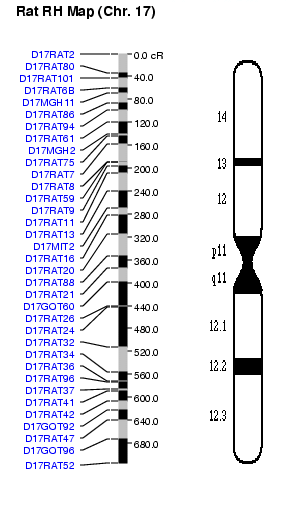 Rat RH Map (Chr. 17)
D17RAT2
D17RAT80
D17RAT101
D17RAT6B
D17MGH11
D17RAT86
D17RAT94
D17RAT61
D17MGH2
D17RAT75
D17RAT7
D17RAT8
D17RAT59
D17RAT9
D17RAT11
D17RAT13
D17MIT2
D17RAT16
D17RAT20
D17RAT88
D17RAT21
D17GOT60
D17RAT26
D17RAT24
D17RAT32
D17RAT34
D17RAT36
D17RAT96
D17RAT37
D17RAT41
D17RAT42
D17GOT92
D17RAT47
D17GOT96
D17RAT52
0.0 cR
40.0
80.0
120.0
160.0
200.0
240.0
280.0
320.0
360.0
400.0
440.0
480.0
520.0
560.0
600.0
640.0
680.0
14
13
12
p11
q11
12.1
12.2
12.3